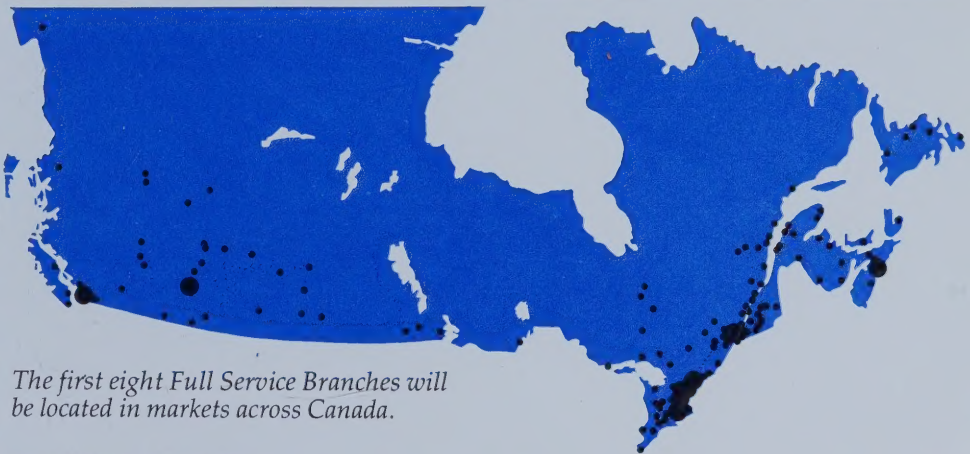 The first eight Full Service Branches will
be located in markets across Canada.